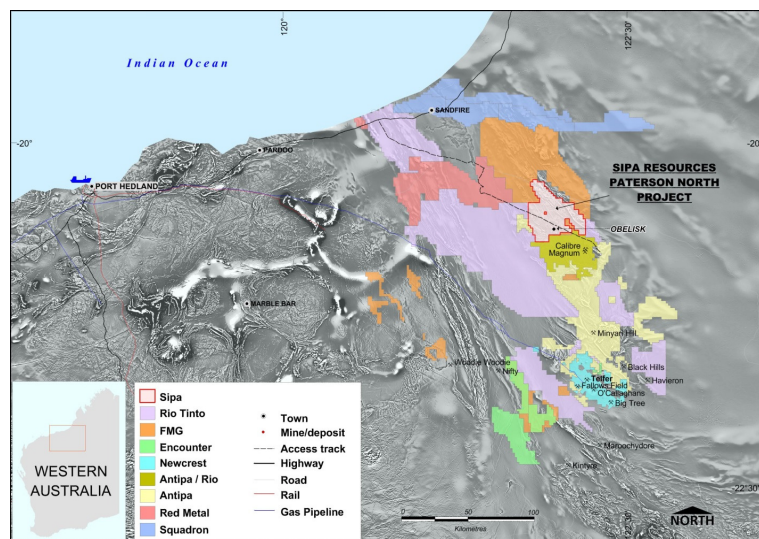 120°
122°30'
Indian Ocean
SANDFIRE
-20°
-20°
PARDOO
PORT HEDLAND
SIPA RESOURCES
PATERSON NORTH
PROJECT
OBELISK
Calibre
Magnum
MARBLE BAR
Minyari Hill
Woodie Woodie
Nifty
Black Hills
Telfer
Havieron
Fallows Field
O'Callaghans
Big Tree
Maroochydore
Kintyre
WESTERN
AUSTRALIA
Sipa
Rio Tinto
FMG
Encounter
Newcrest
Antipa / Rio
Antipa
Red Metal
Squadron
Town
Mine/deposit
Access track
Highway
Road
Rail
Gas Pipeline
0 50 100
Kilometres
-22°30'
122°30'
NORTH